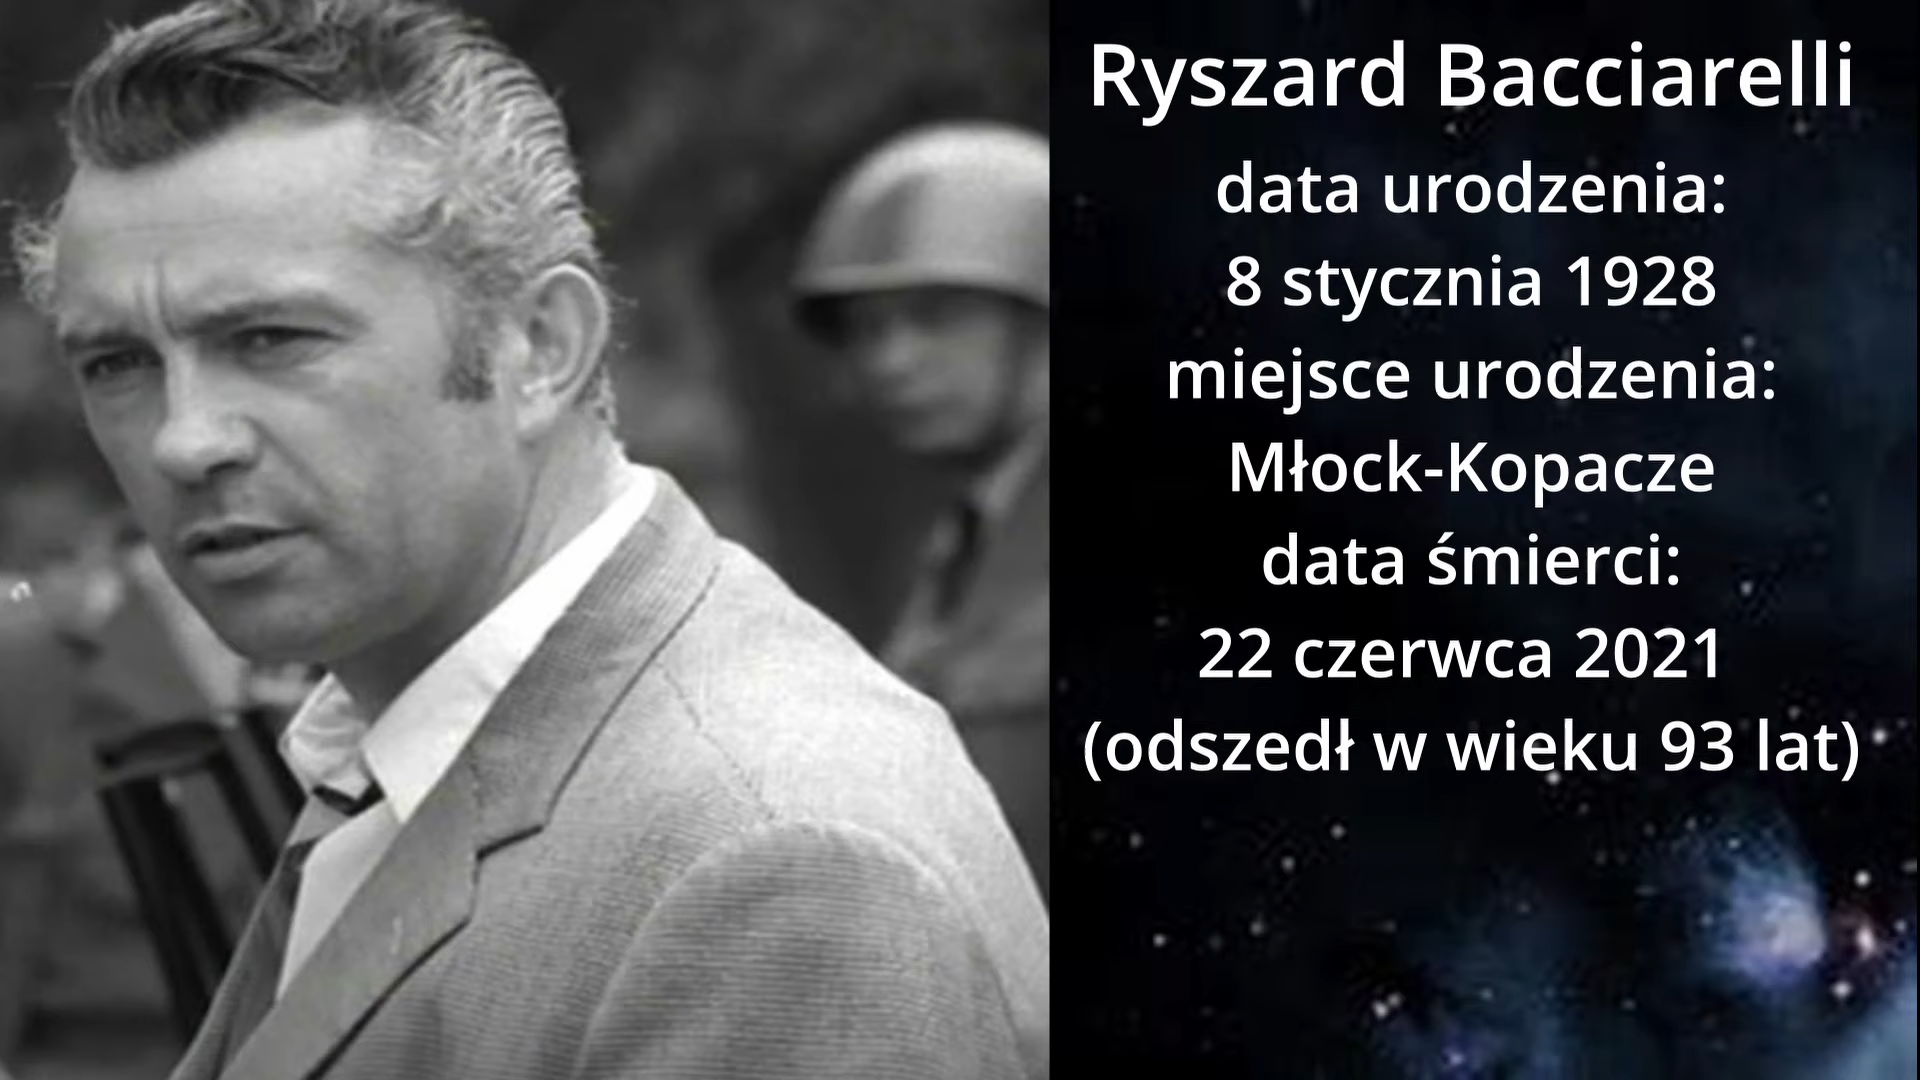 Ryszard Bacciarelli
data urodzenia:
8 stycznia 1928
miejsce urodzenia:
Młock-Kopacze
data śmierci:
22 czerwca 2021
(odszedł w wieku 93 lat)